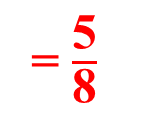 = 5/8